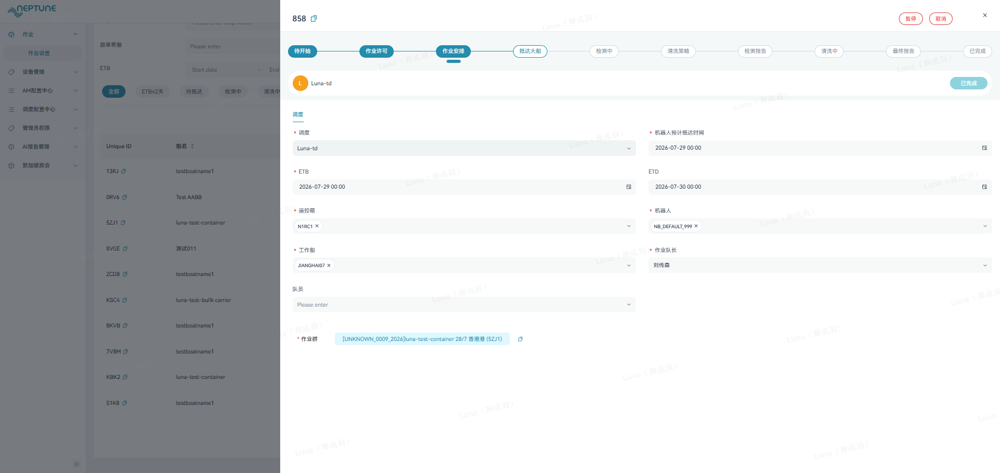 NEPTUNE
作业
作业设置
设备管理
AM配置中心
调度配置中心
管理员权限
AI报告管理
新加坡展会
Please enter Ship Name
跟单客服
Please enter
ETB
Start date - End
全部 ETB≤2天 待抵达 检测中 清洗中
Unique ID 船名
13RJ testboatname1
0RV6 Test AABB
5ZJ1 luna-test-container
8VGE 测试011
ZCD8 testboatname1
KSC4 luna-test-bullk carrier
8KVB testboatname1
7V8M testboatname1
KBK2 luna-test-container
S1K8 testboatname1
858
暂停 取消
待开始 作业许可 作业安排 抵达大船 检测中 清洗策略 检测报告 清洗中 最终报告 已完成
L Luna-td 已完成
调度
* 调度 * 机器人预计抵达时间
Luna-td 2026-07-29 00:00
* ETB ETD
2026-07-29 00:00 2026-07-30 00:00
* 遥控箱 * 机器人
N1RC1 NB_DEFAULT_999
* 工作船 * 作业队长
JIANGHAI07 刘传森
队员
Please enter
* 作业群 [UNKNOWN_0009_2026]luna-test-container 28/7 香港港 (5ZJ1)